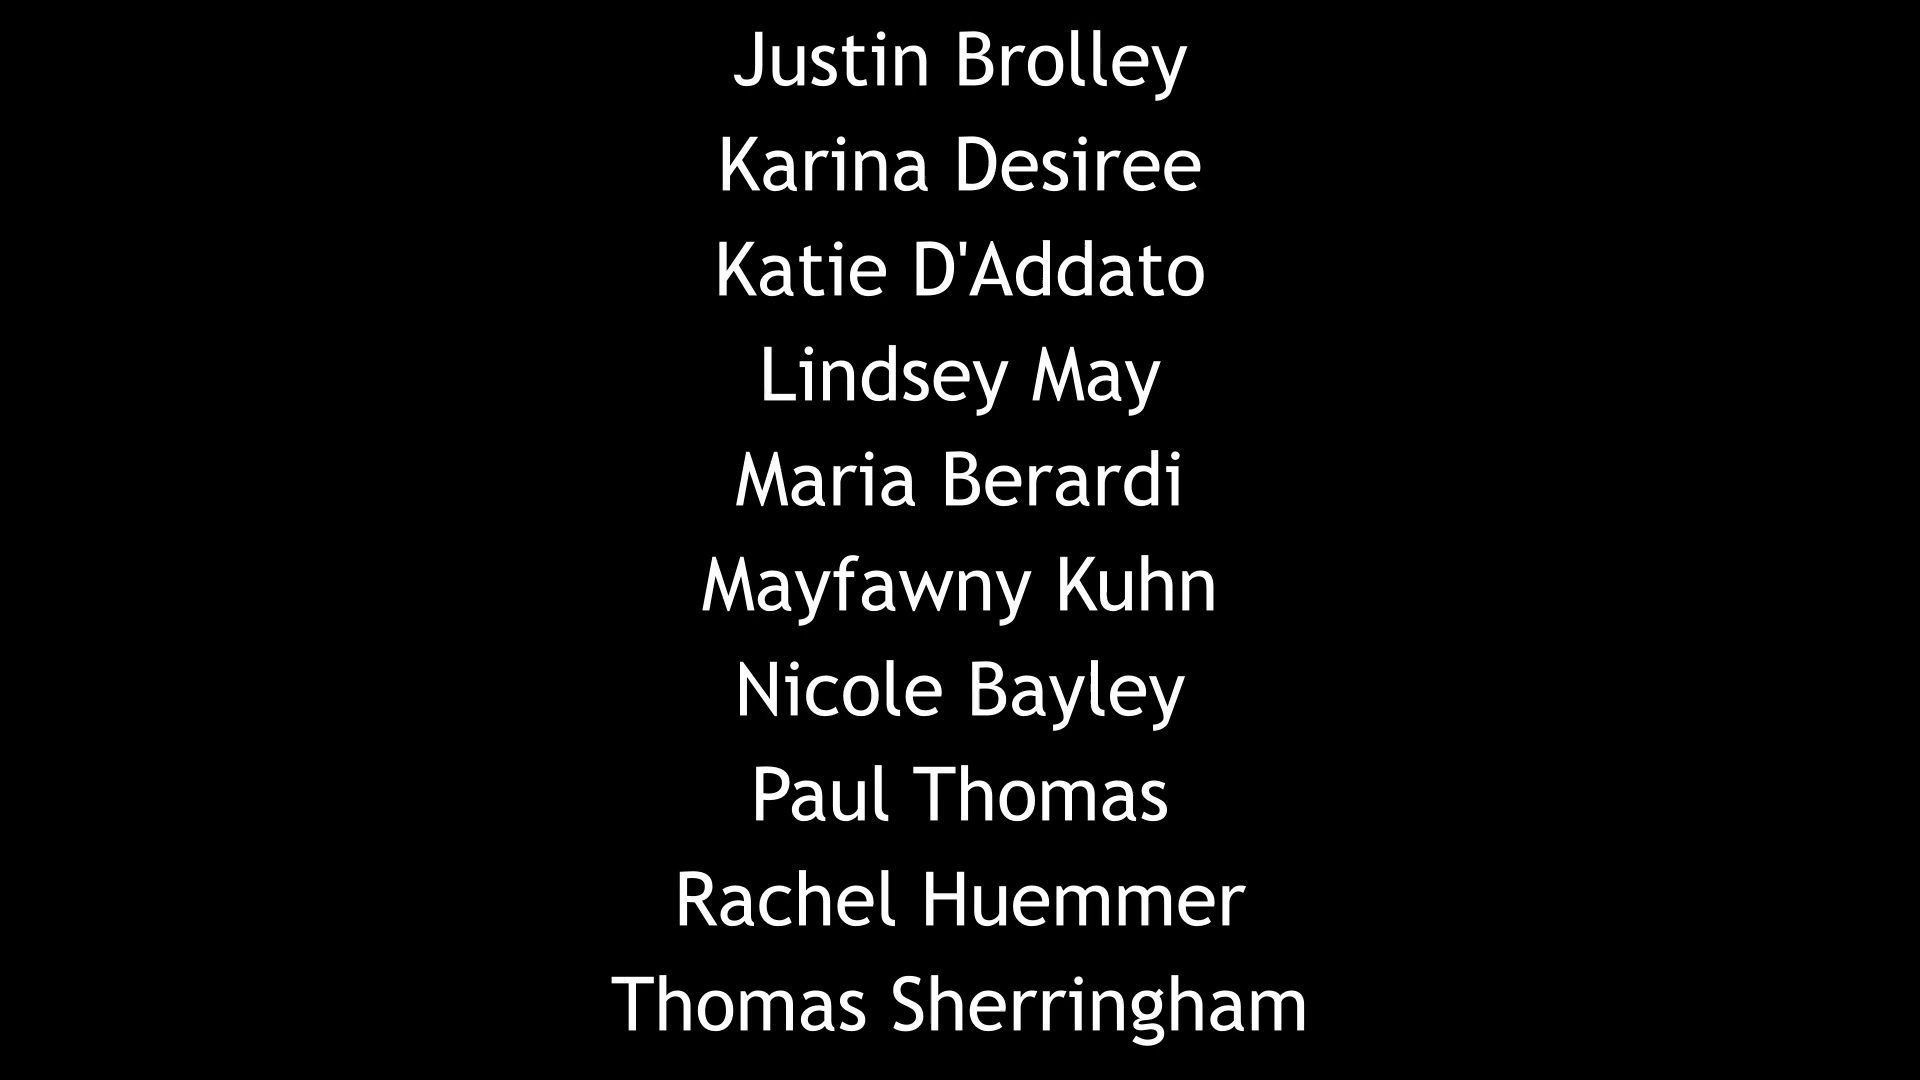 Justin Brolley
Karina Desiree
Katie D'Addato
Lindsey May
Maria Berardi
Mayfawny Kuhn
Nicole Bayley
Paul Thomas
Rachel Huemmer
Thomas Sherringham